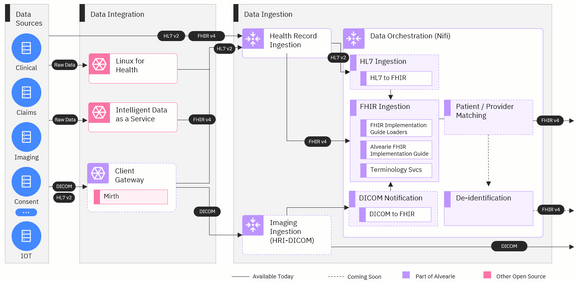 Data
Sources
Clinical
Claims
Imaging
Consent
...
IOT
Data Integration
Raw Data
Linux for
Health
Raw Data
Intelligent Data
as a Service
DICOM
HL7 v2
Client
Gateway
Mirth
HL7 v2
FHIR v4
HL7 v2
FHIR v4
DICOM
Data Ingestion
Health Record
Ingestion
HL7 v2
FHIR v4
Imaging
Ingestion
(HRI-DICOM)
Data Orchestration (Nifi)
HL7 Ingestion
HL7 to FHIR
FHIR Ingestion
FHIR Implementation
Guide Loaders
Alvearie FHIR
Implementation Guide
Terminology Svcs
DICOM Notification
DICOM to FHIR
Patient / Provider
Matching
De-identification
FHIR v4
FHIR v4
DICOM
Available Today
Coming Soon
Part of Alvearie
Other Open Source